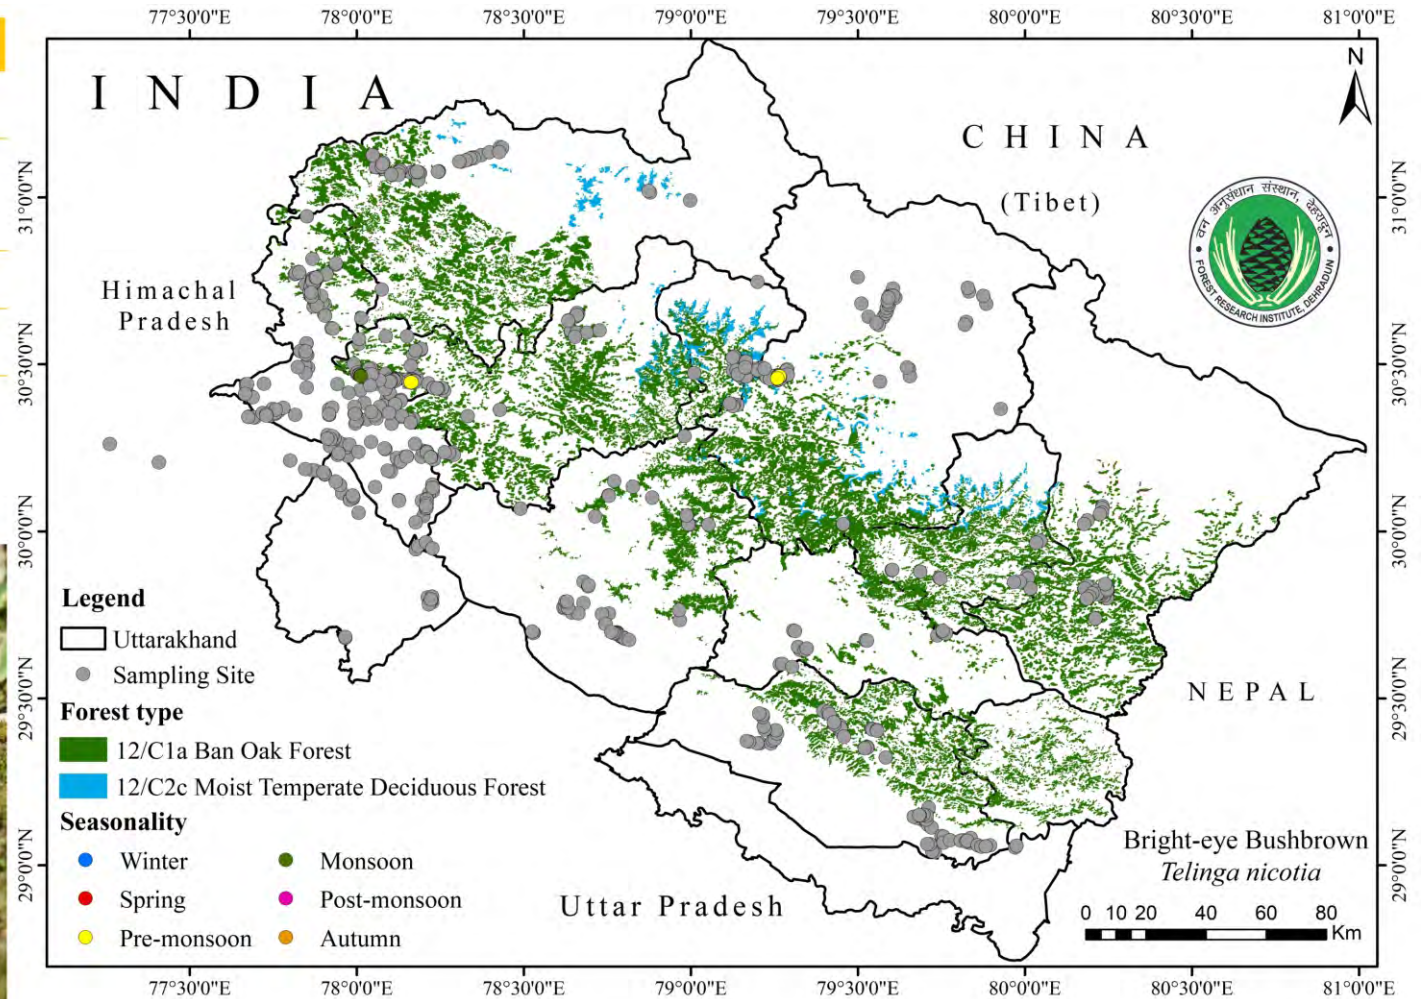 77°30'0"E 78°0'0"E 78°30'0"E 79°0'0"E 79°30'0"E 80°0'0"E 80°30'0"E 81°0'0"E
INDIA
N
CHINA
(Tibet)
वन अनुसंधान संस्थान, देहरादून
FOREST RESEARCH INSTITUTE, DEHRADUN
31°0'0"N
31°0'0"N
Himachal
Pradesh
30°30'0"N
30°30'0"N
30°0'0"N
30°0'0"N
Legend
Uttarakhand
Sampling Site
NEPAL
29°30'0"N
29°30'0"N
Forest type
12/C1a Ban Oak Forest
12/C2c Moist Temperate Deciduous Forest
Seasonality
Winter
Monsoon
Spring
Post-monsoon
Pre-monsoon
Autumn
29°0'0"N
29°0'0"N
Bright-eye Bushbrown
Telinga nicotia
Uttar Pradesh
0 10 20 40 60 80
Km
77°30'0"E 78°0'0"E 78°30'0"E 79°0'0"E 79°30'0"E 80°0'0"E 80°30'0"E 81°0'0"E